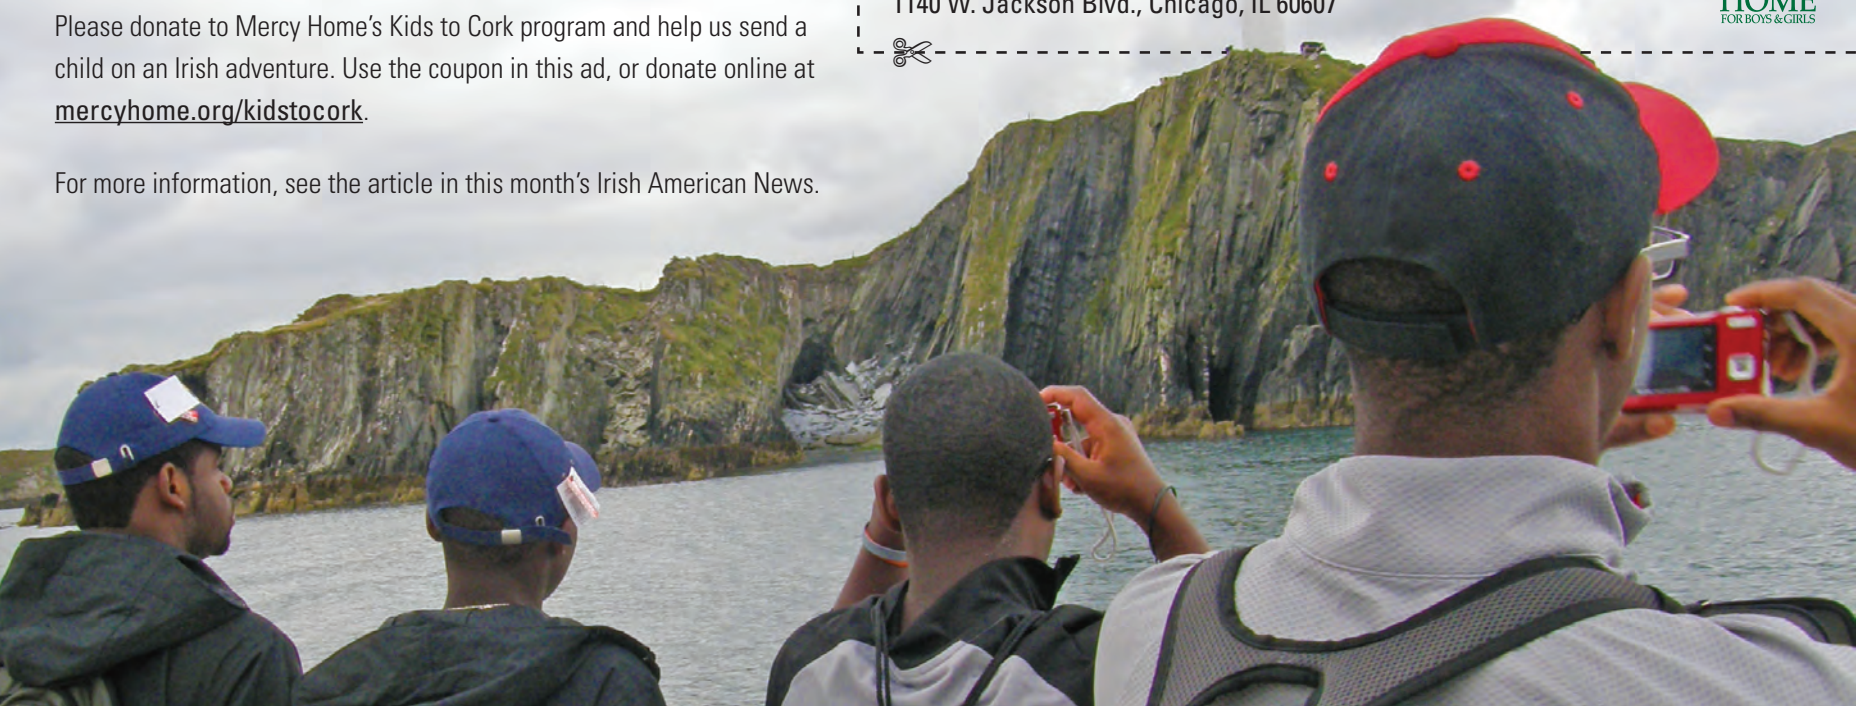 Please donate to Mercy Home’s Kids to Cork program and help us send a
child on an Irish adventure. Use the coupon in this ad, or donate online at
mercyhome.org/kidstocork.
For more information, see the article in this month’s Irish American News.
1140 W. Jackson Blvd., Chicago, IL 60607
HOME
FOR BOYS & GIRLS